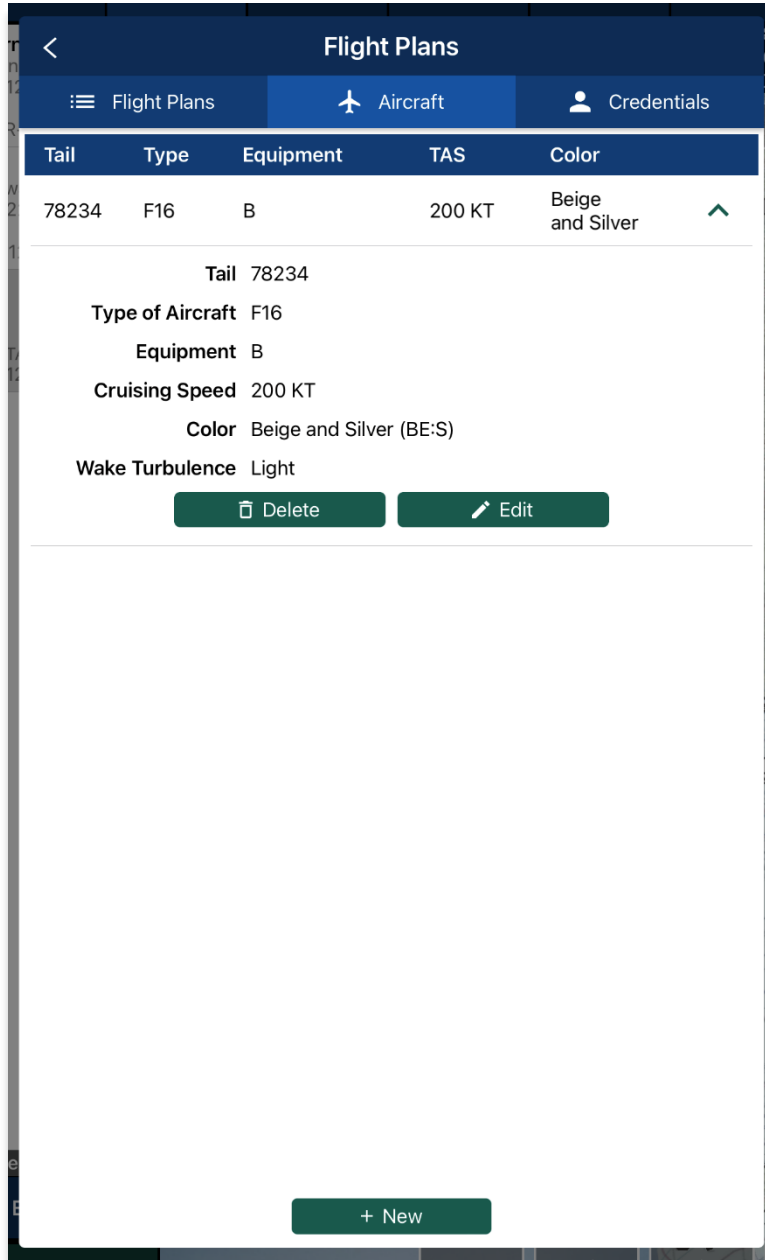 Flight Plans
Flight Plans Aircraft Credentials
Tail Type Equipment TAS Color
78234 F16 B 200 KT Beige and Silver
Tail 78234
Type of Aircraft F16
Equipment B
Cruising Speed 200 KT
Color Beige and Silver (BE:S)
Wake Turbulence Light
Delete Edit
+ New